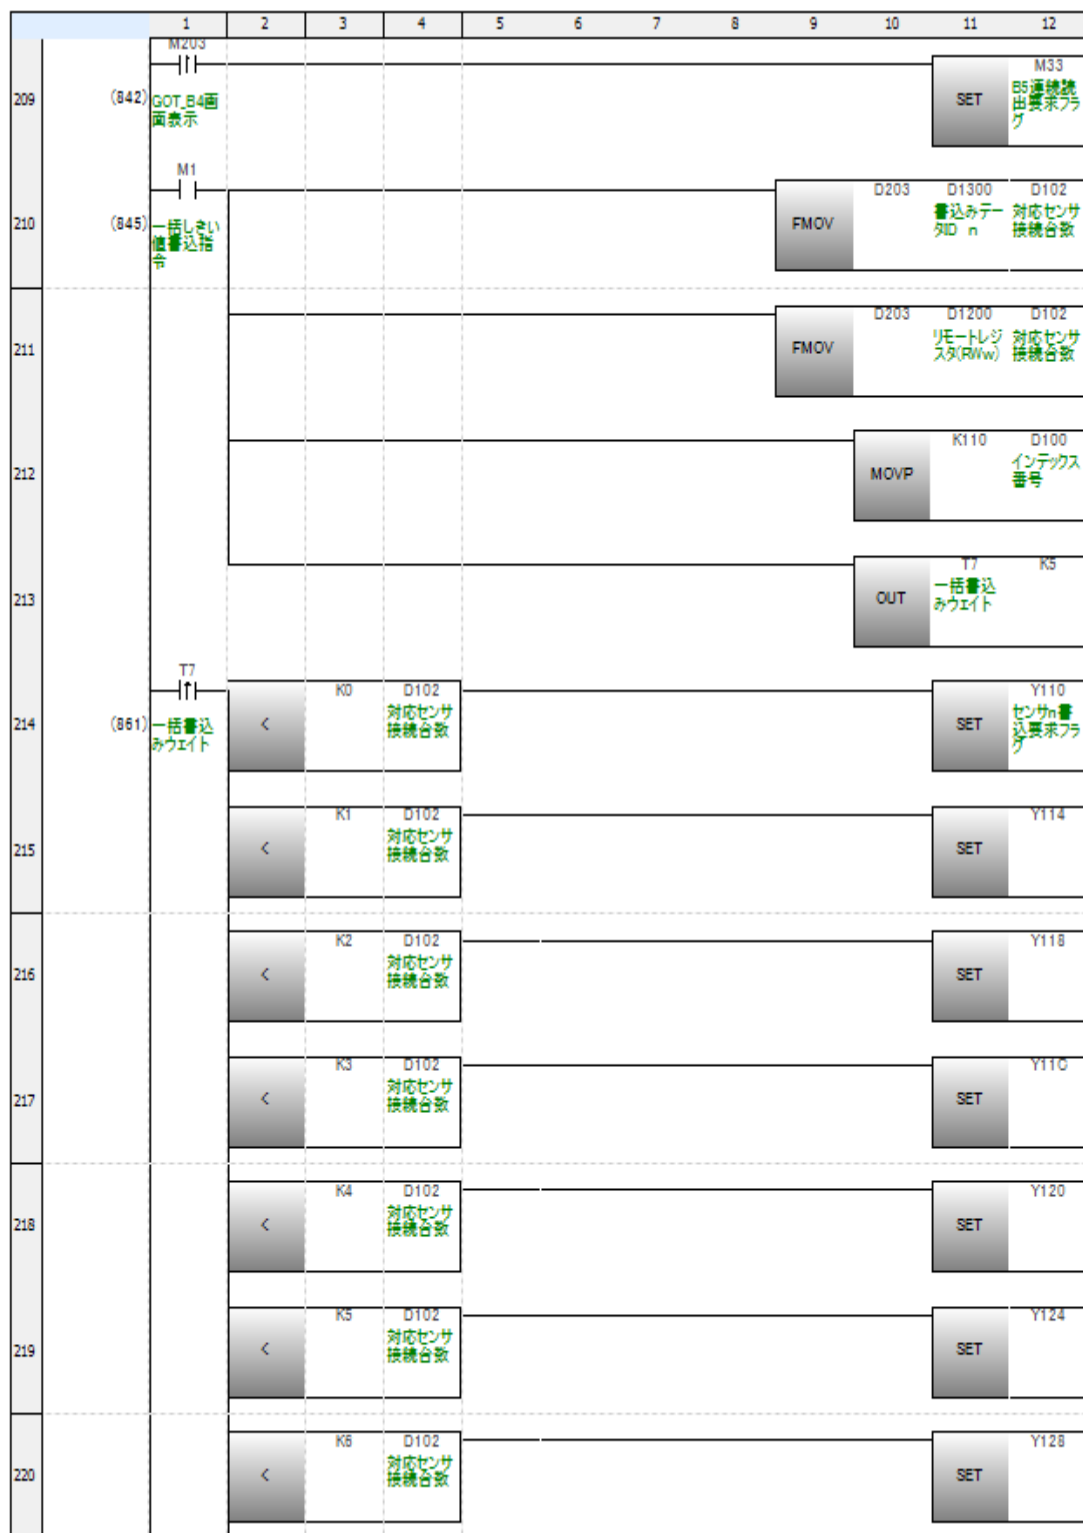 1 2 3 4 5 6 7 8 9 10 11 12
M203
209 (842) GOT_B4画
面表示
SET
M33
B5連続読
出要求フラ
グ
M1
210 (845) 一括しきい
値書込指
令
FMOV
D203 D1300 D102
書込みデー
タID n
対応センサ
接続台数
211
FMOV
D203 D1200 D102
リモートレジ
スタ(RWw)
対応センサ
接続台数
212
MOVP
K110 D100
インデックス
番号
213
OUT
T7 K5
一括書込
みウェイト
T7
214 (861) 一括書込
みウェイト
<
K0 D102
対応センサ
接続台数
SET
Y110
センサn書
込要求フラ
グ
215
<
K1 D102
対応センサ
接続台数
SET
Y114
216
<
K2 D102
対応センサ
接続台数
SET
Y118
217
<
K3 D102
対応センサ
接続台数
SET
Y11C
218
<
K4 D102
対応センサ
接続台数
SET
Y120
219
<
K5 D102
対応センサ
接続台数
SET
Y124
220
<
K6 D102
対応センサ
接続台数
SET
Y128